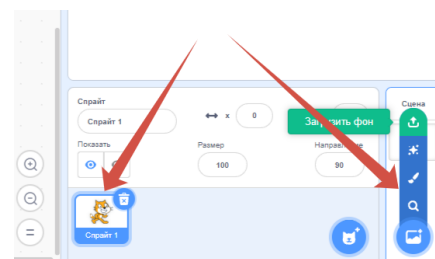 Спрайт
Сцена
Спрайт 1
x
0
Загрузить фон
Показать
Размер
Направление
100
90
Спрайт 1